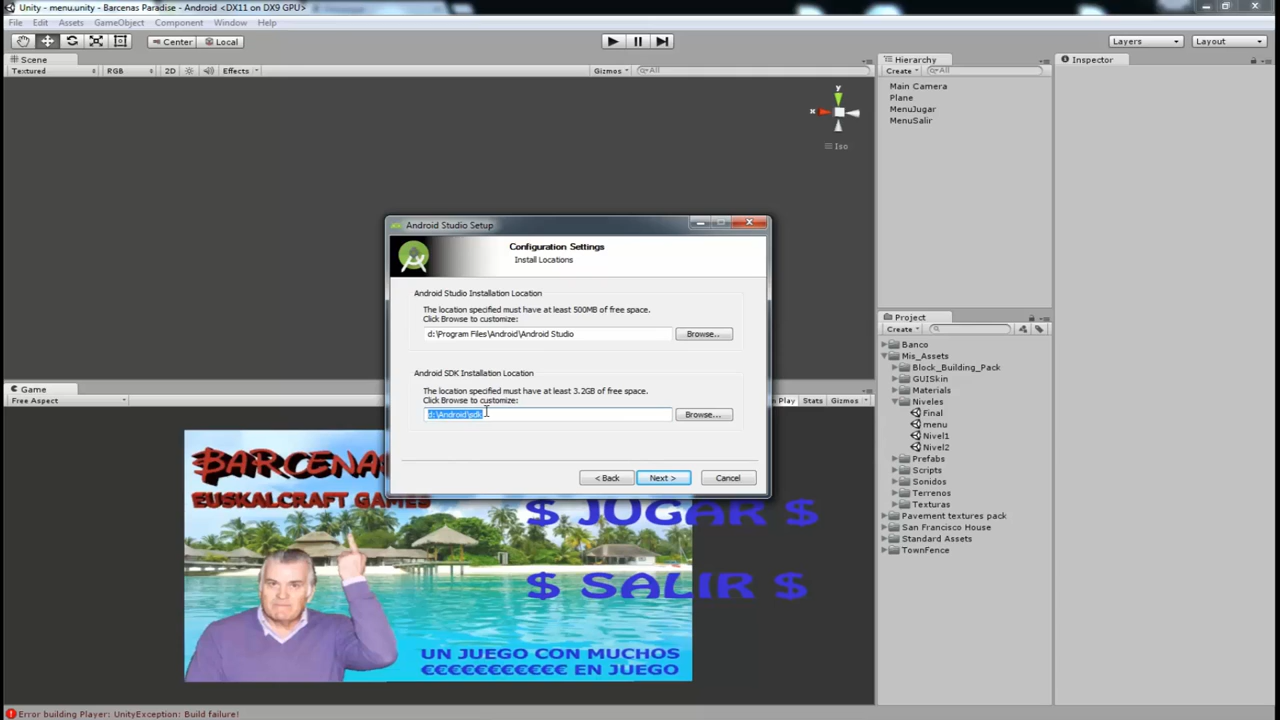 Unity - menu.unity - Barcenas Paradise - Android <DX11 on DX9 GPU>
File Edit Assets GameObject Component Window Help
Center Local Layers Layout
Scene Hierarchy Inspector
Textured RGB 2D Effects Gizmos All Create All
Main Camera
Plane
MenuJugar
MenuSalir
y
x
Iso
Android Studio Setup
Configuration Settings
Install Locations
Android Studio Installation Location
The location specified must have at least 500MB of free space.
Click Browse to customize:
d:\Program Files\Android\Android Studio Browse...
Android SDK Installation Location
The location specified must have at least 3.2GB of free space.
Click Browse to customize:
d:\Android\sdk Browse...
< Back Next > Cancel
Project
Create
Banco
Mis_Assets
Block_Building_Pack
GUISkin
Materials
Niveles
Final
menu
Nivel1
Nivel2
Prefabs
Scripts
Sonidos
Terrenos
Texturas
Pavement textures pack
San Francisco House
Standard Assets
TownFence
Game
Free Aspect Play Stats Gizmos
BARCENAS
EUSKALCRAFT GAMES
$ JUGAR $
$ SALIR $
UN JUEGO CON MUCHOS
€€€€€€€€€€€ EN JUEGO
Error building Player: UnityException: Build failure!